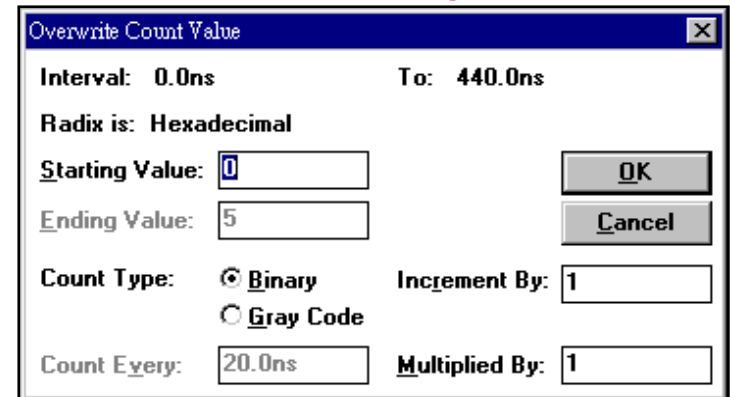 Overwrite Count Value
Interval: 0.0ns To: 440.0ns
Radix is: Hexadecimal
Starting Value: 0 OK
Ending Value: 5 Cancel
Count Type: Binary Increment By: 1
Gray Code
Count Every: 20.0ns Multiplied By: 1